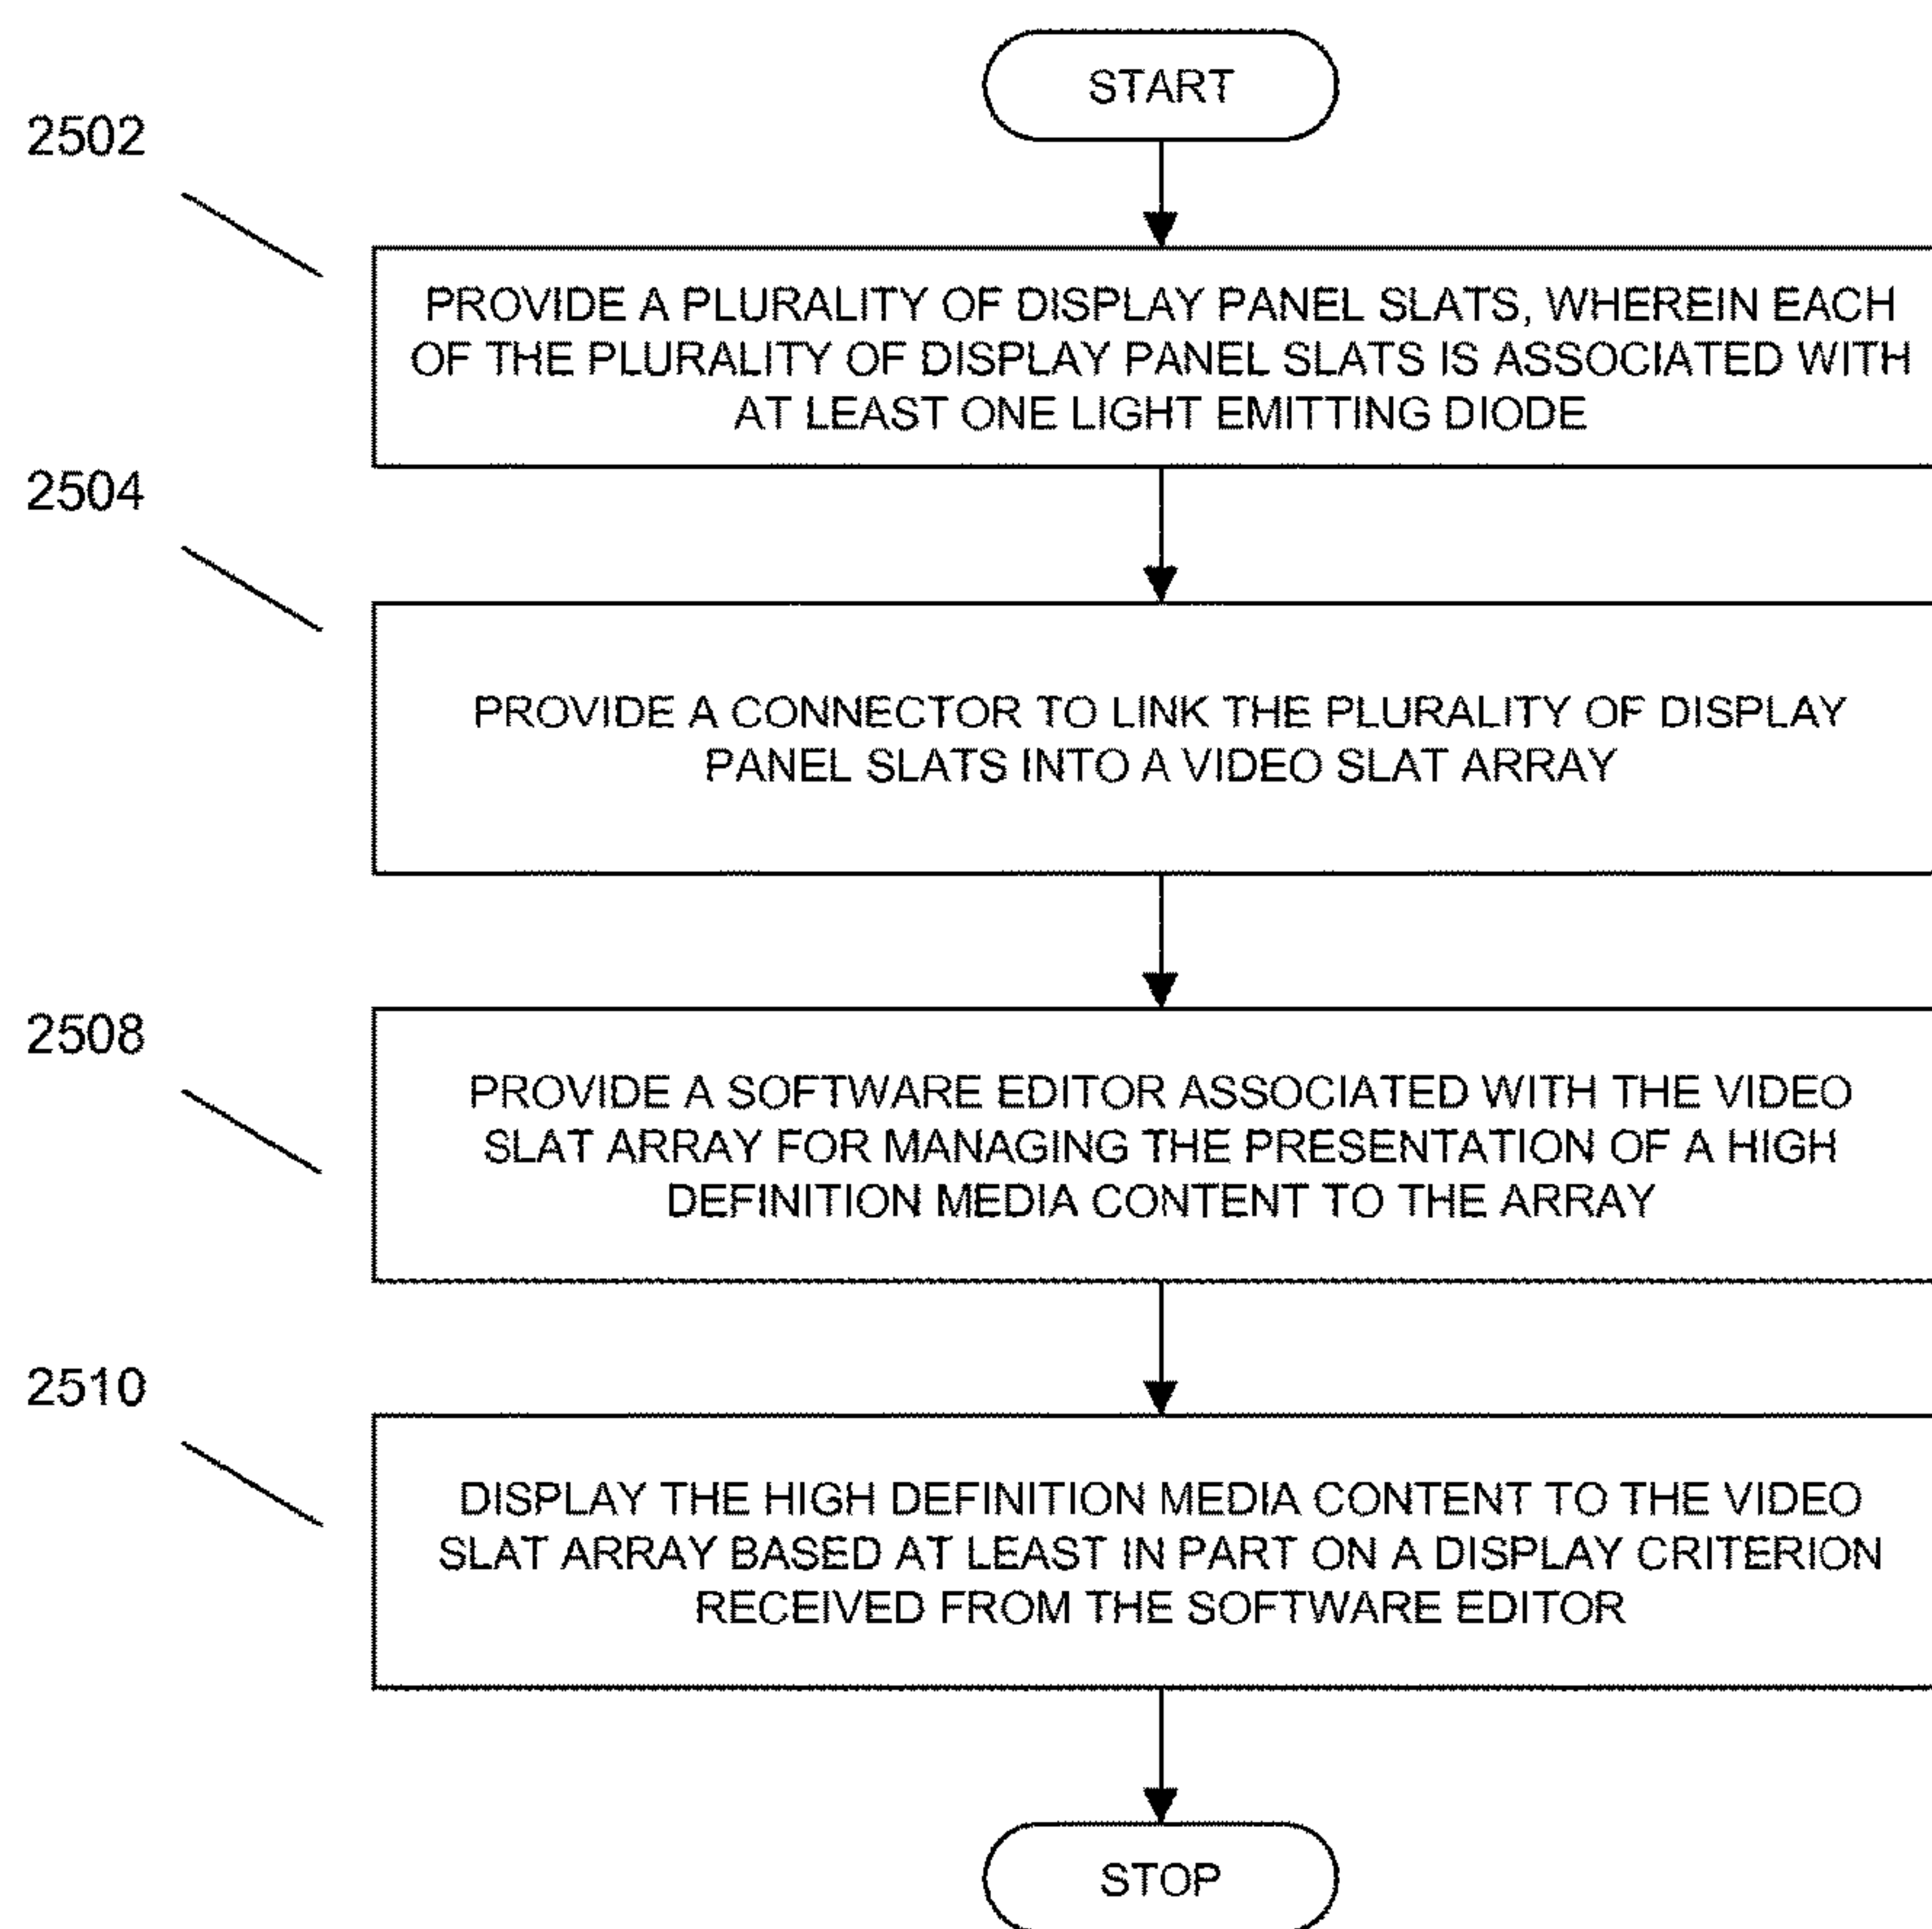 START
2502
PROVIDE A PLURALITY OF DISPLAY PANEL SLATS, WHEREIN EACH
OF THE PLURALITY OF DISPLAY PANEL SLATS IS ASSOCIATED WITH
AT LEAST ONE LIGHT EMITTING DIODE
2504
PROVIDE A CONNECTOR TO LINK THE PLURALITY OF DISPLAY
PANEL SLATS INTO A VIDEO SLAT ARRAY
2508
PROVIDE A SOFTWARE EDITOR ASSOCIATED WITH THE VIDEO
SLAT ARRAY FOR MANAGING THE PRESENTATION OF A HIGH
DEFINITION MEDIA CONTENT TO THE ARRAY
2510
DISPLAY THE HIGH DEFINITION MEDIA CONTENT TO THE VIDEO
SLAT ARRAY BASED AT LEAST IN PART ON A DISPLAY CRITERION
RECEIVED FROM THE SOFTWARE EDITOR
STOP